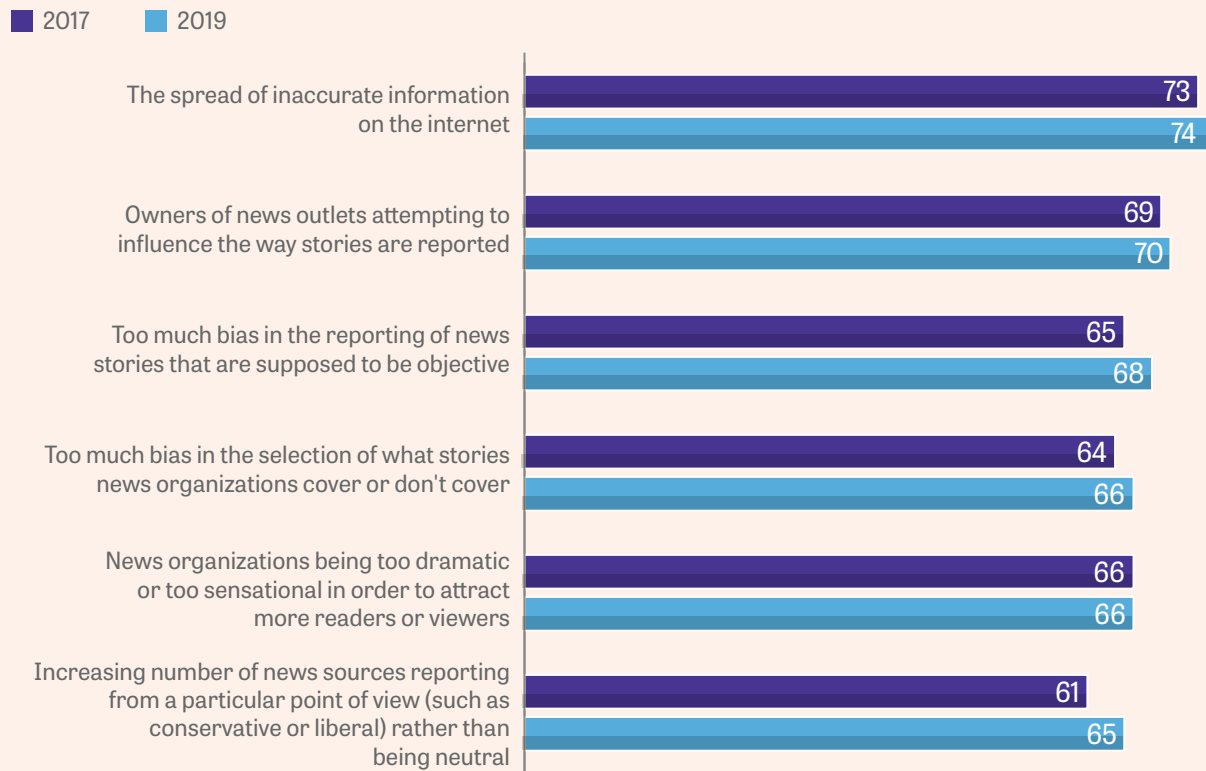 2017 2019
The spread of inaccurate information
on the internet
73
74
Owners of news outlets attempting to
influence the way stories are reported
69
70
Too much bias in the reporting of news
stories that are supposed to be objective
65
68
Too much bias in the selection of what stories
news organizations cover or don't cover
64
66
News organizations being too dramatic
or too sensational in order to attract
more readers or viewers
66
66
Increasing number of news sources reporting
from a particular point of view (such as
conservative or liberal) rather than
being neutral
61
65